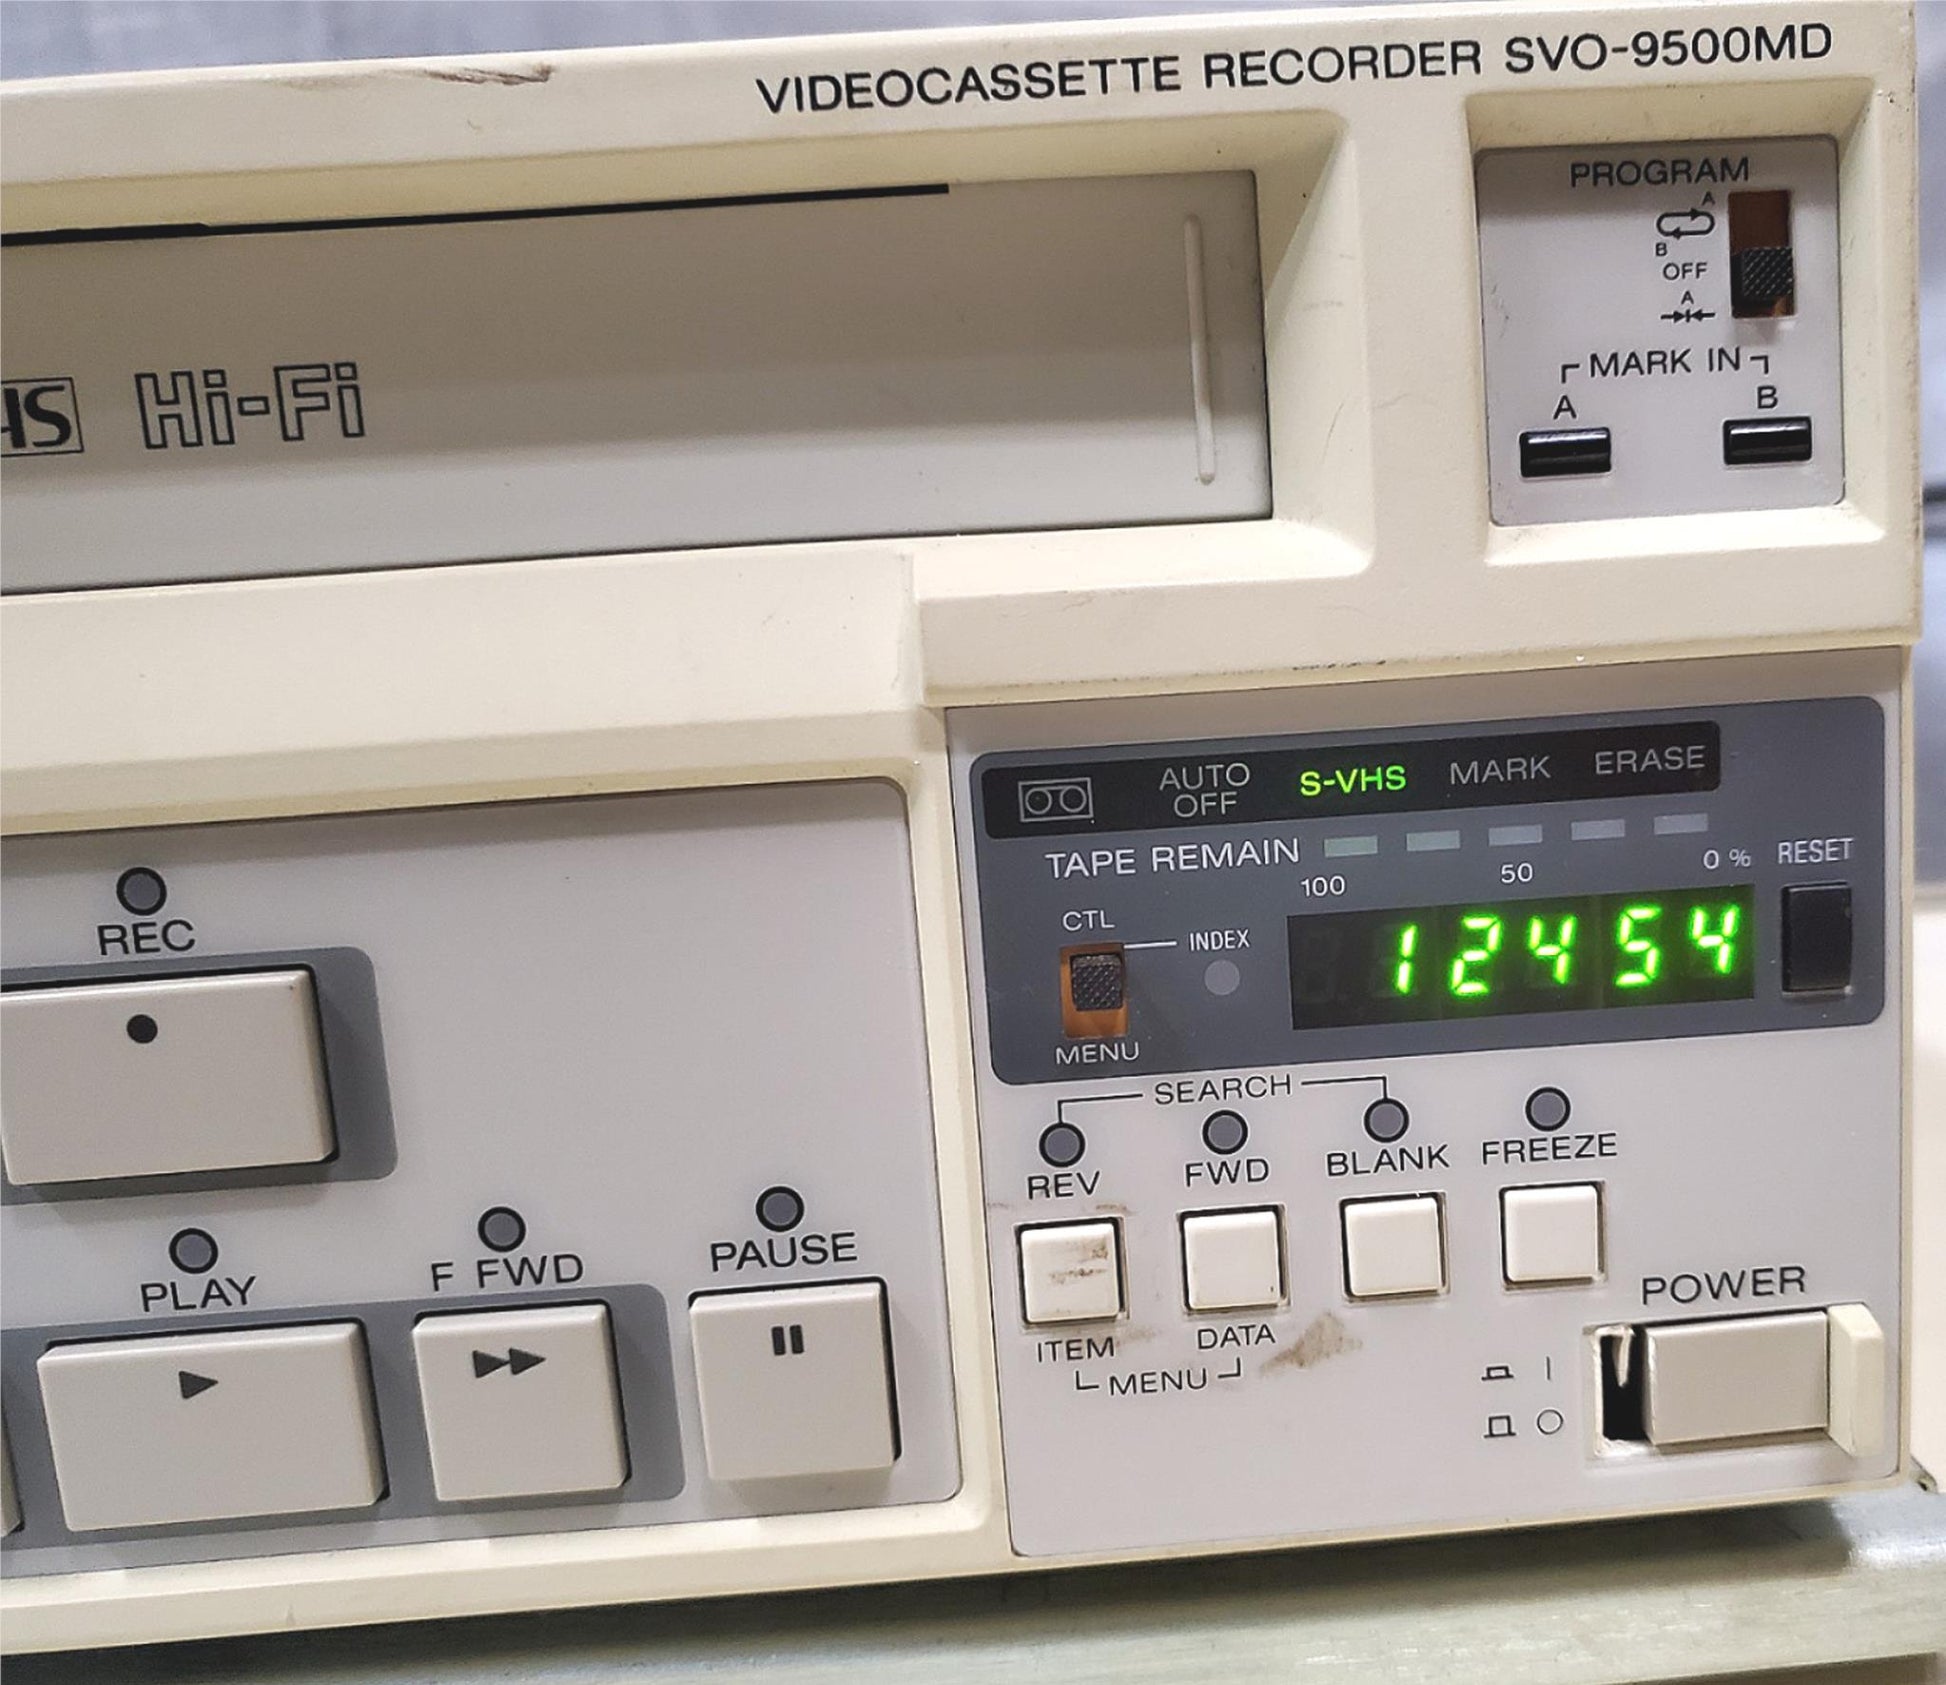 VIDEOCASSETTE RECORDER SVO-9500MD
PROGRAM
A
B
OFF
A
MARK IN
A B
HS Hi-Fi
AUTO OFF S-VHS MARK ERASE
TAPE REMAIN
100 50 0 %
RESET
CTL
INDEX
12454
MENU
REC
SEARCH
REV FWD BLANK FREEZE
PLAY F FWD PAUSE
ITEM DATA
MENU
POWER